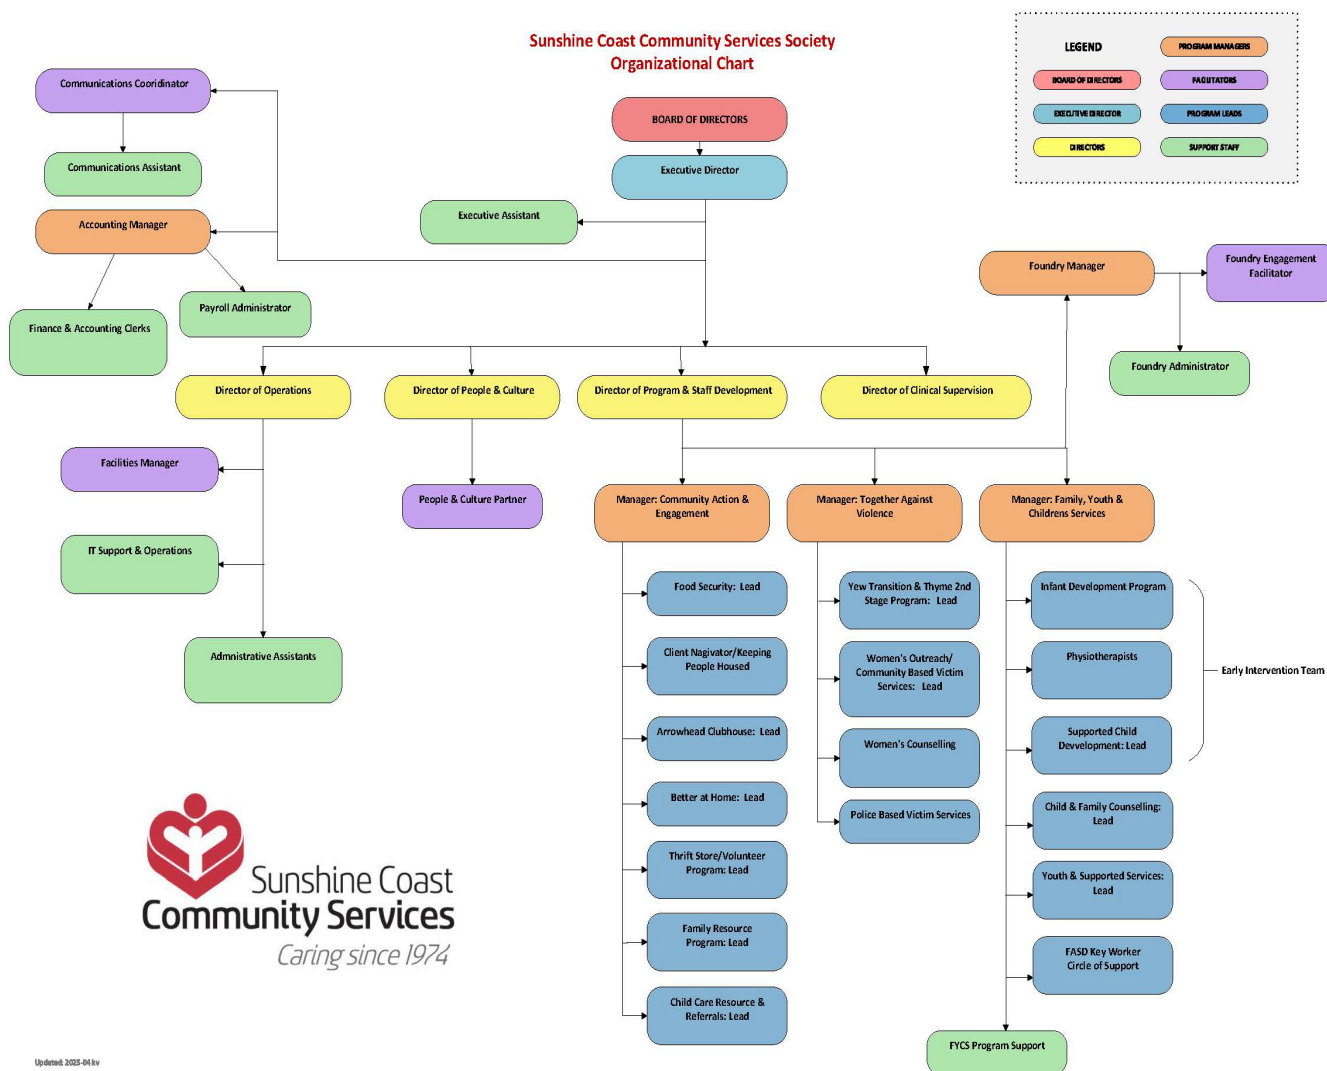 Sunshine Coast Community Services Society
Organizational Chart
LEGEND
PROGRAM MANAGERS
BOARD OF DIRECTORS
FACILITATORS
EXECUTIVE DIRECTOR
PROGRAM LEADS
DIRECTORS
SUPPORT STAFF
Communications Cooridinator
Communications Assistant
Accounting Manager
Payroll Administrator
Finance & Accounting Clerks
BOARD OF DIRECTORS
Executive Director
Executive Assistant
Foundry Manager
Foundry Engagement
Facilitator
Foundry Administrator
Director of Operations
Director of People & Culture
Director of Program & Staff Development
Director of Clinical Supervision
Facilities Manager
IT Support & Operations
Admnistrative Assistants
People & Culture Partner
Manager: Community Action &
Engagement
Food Security: Lead
Client Nagivator/Keeping
People Housed
Arrowhead Clubhouse: Lead
Better at Home: Lead
Thrift Store/Volunteer
Program: Lead
Family Resource
Program: Lead
Child Care Resource &
Referrals: Lead
Manager: Together Against
Violence
Yew Transition & Thyme 2nd
Stage Program: Lead
Women's Outreach/
Community Based Victim
Services: Lead
Women's Counselling
Police Based Victim Services
Manager: Family, Youth &
Childrens Services
Infant Development Program
Physiotherapists
Supported Child
Devvelopment: Lead
Early Intervention Team
Child & Family Counselling:
Lead
Youth & Supported Services:
Lead
FASD Key Worker
Circle of Support
FYCS Program Support
Sunshine Coast
Community Services
Caring since 1974
Updated: 2025-04 kv